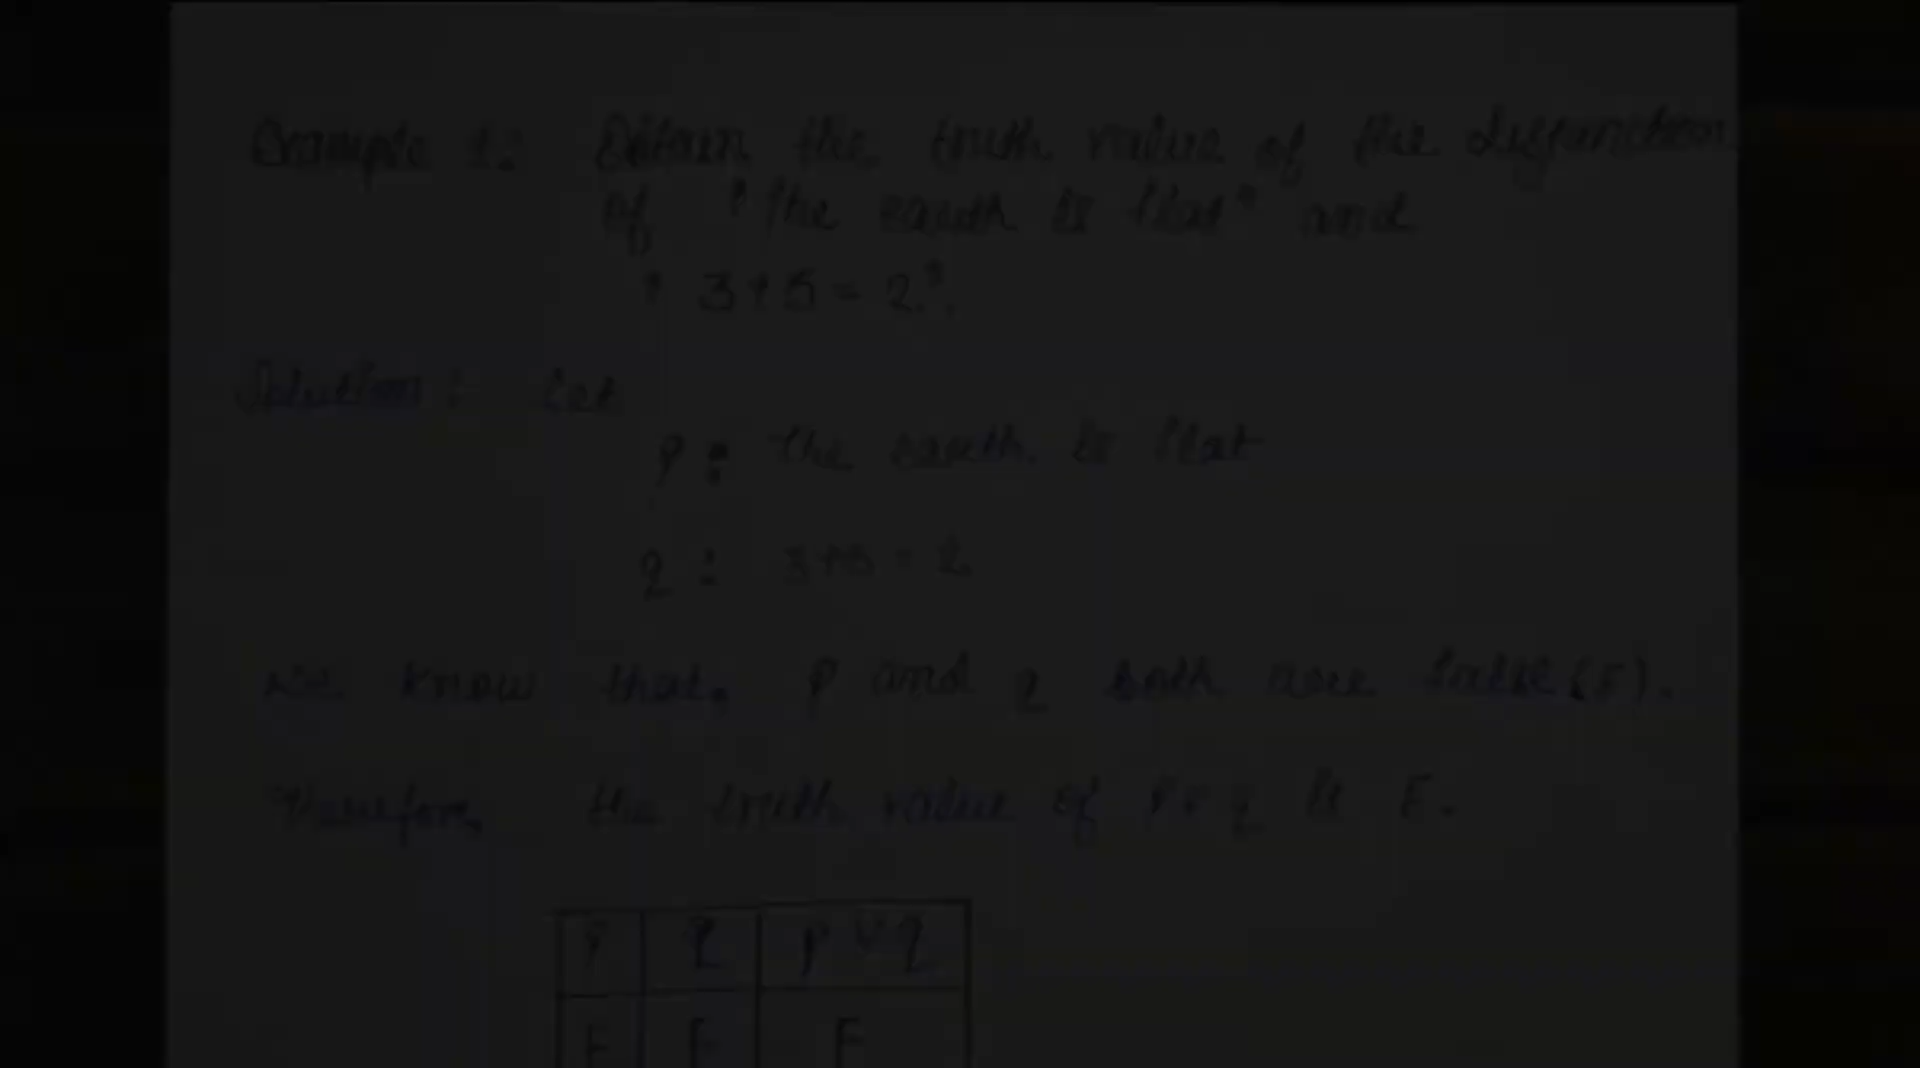 Example 1: Obtain the truth value of the disjunction
of "the earth is flat" and
"3+5 = 2".
Solution: Let
p: the earth is flat
q: 3+5 = 2
we know that, p and q both are false (F).
Therefore, the truth value of p v q is F.
p q p v q
F F F